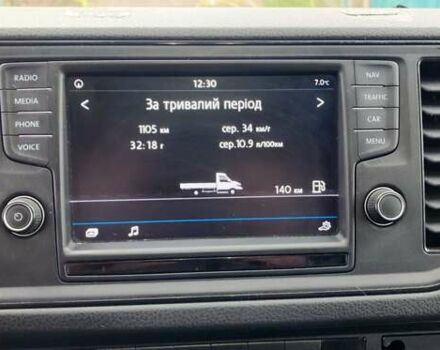 RADIO
MEDIA
PHONE
VOICE
12:30
7.0°C
< За тривалий період >
1105 км
сер. 34 км/г
32:18 г
сер.10.9 л/100км
140 км
NAV
TRAFFIC
CAR
MENU